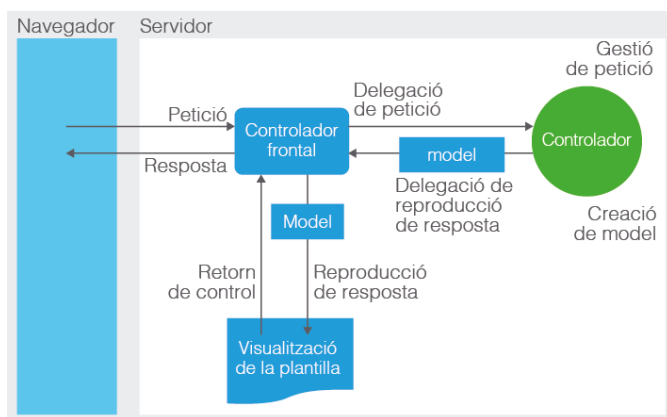 Navegador
Servidor
Gestió
de petició
Petició
Delegació
de petició
Controlador
frontal
Controlador
model
Resposta
Delegació de
reproducció
de resposta
Creació
de model
Model
Retorn
de control
Reproducció
de resposta
Visualització
de la plantilla